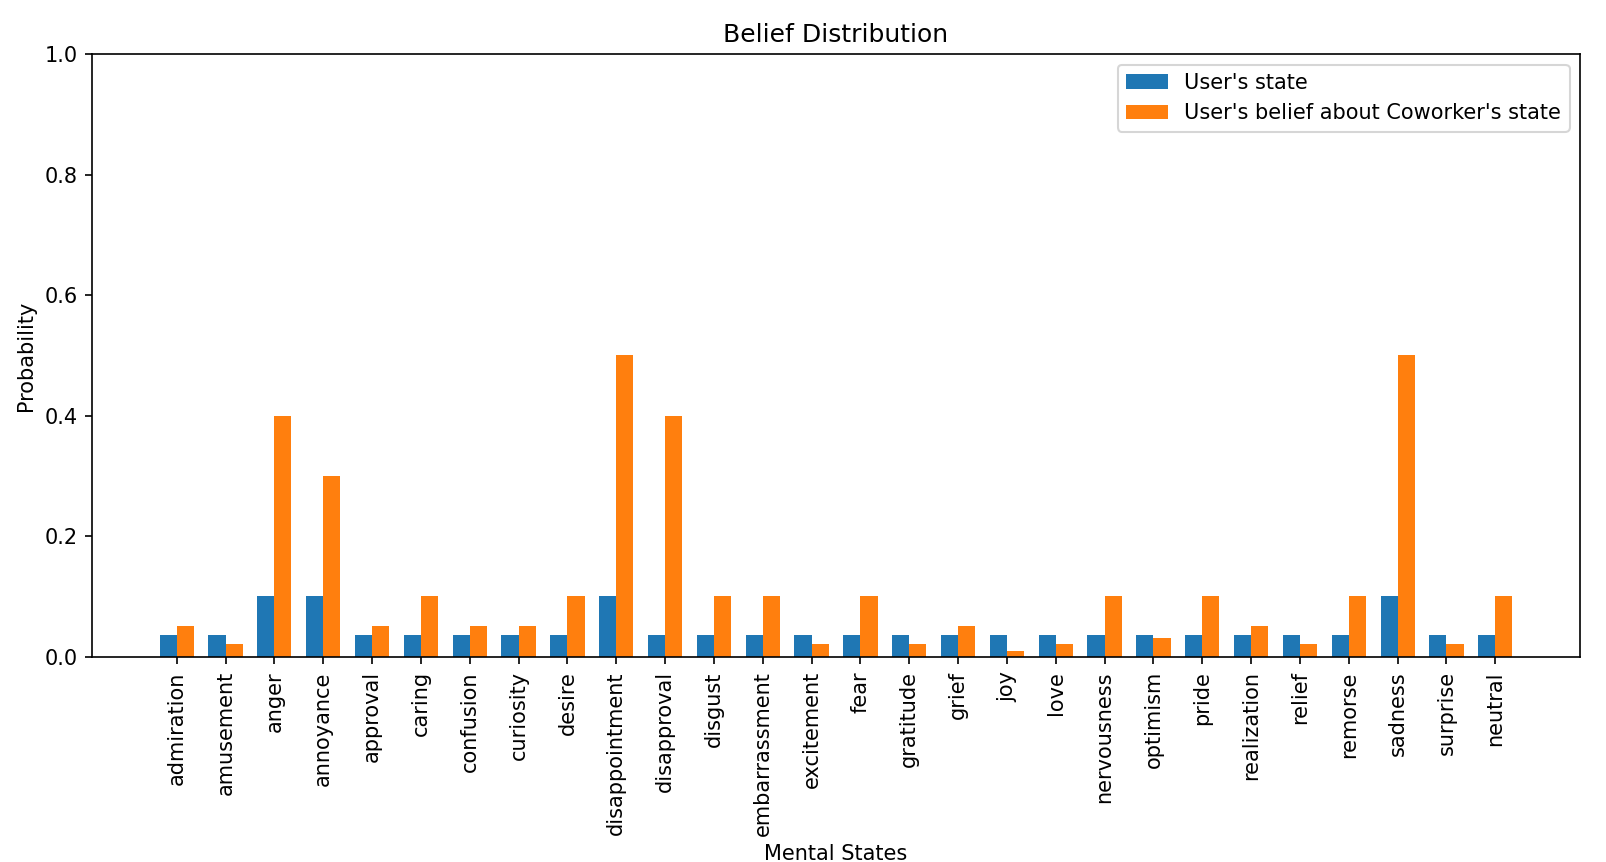 Belief Distribution
User's state
User's belief about Coworker's state
Probability
1.0
0.8
0.6
0.4
0.2
0.0
admiration
amusement
anger
annoyance
approval
caring
confusion
curiosity
desire
disappointment
disapproval
disgust
embarrassment
excitement
fear
gratitude
grief
joy
love
nervousness
optimism
pride
realization
relief
remorse
sadness
surprise
neutral
Mental States